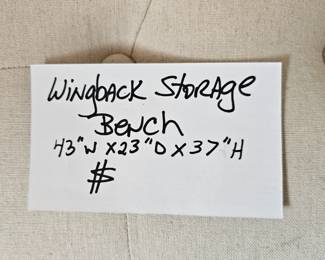 Wingback Storage
Bench
43"W x 23"D x 37"H
$